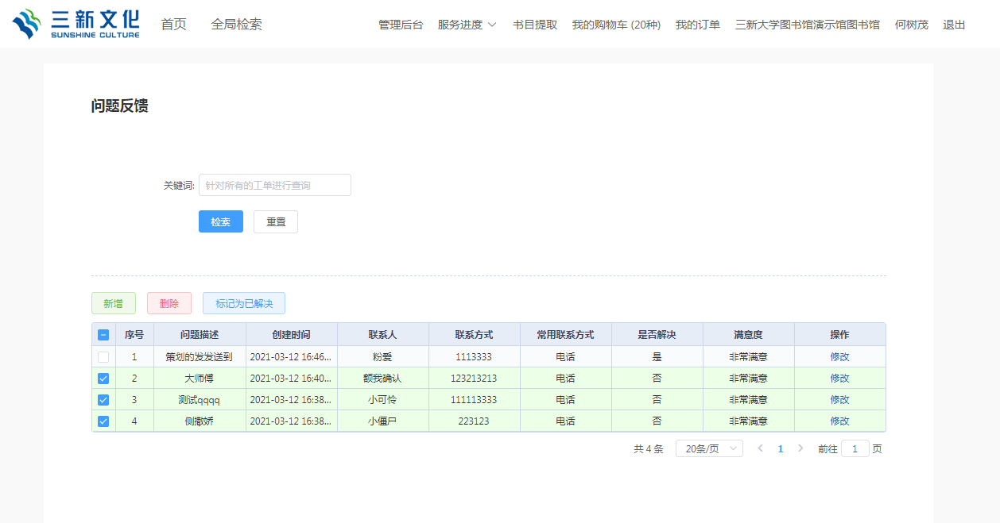 三新文化 首页 全局检索 管理后台 服务进度 书目提取 我的购物车 (20种) 我的订单 三新大学图书馆演示馆图书馆 何树茂 退出
SUNSHINE CULTURE
问题反馈
关键词: 针对所有的工单进行查询
检索 重置
新增 删除 标记为已解决
序号 问题描述 创建时间 联系人 联系方式 常用联系方式 是否解决 满意度 操作
1 策划的发发送到 2021-03-12 16:46... 粉爱 1113333 电话 是 非常满意 修改
2 大师傅 2021-03-12 16:40... 额我确认 123213213 电话 否 非常满意 修改
3 测试qqqq 2021-03-12 16:38... 小可怜 111113333 电话 否 非常满意 修改
4 侧撒娇 2021-03-12 16:38... 小僵尸 223123 电话 否 非常满意 修改
共 4 条 20条/页 1 前往 1 页